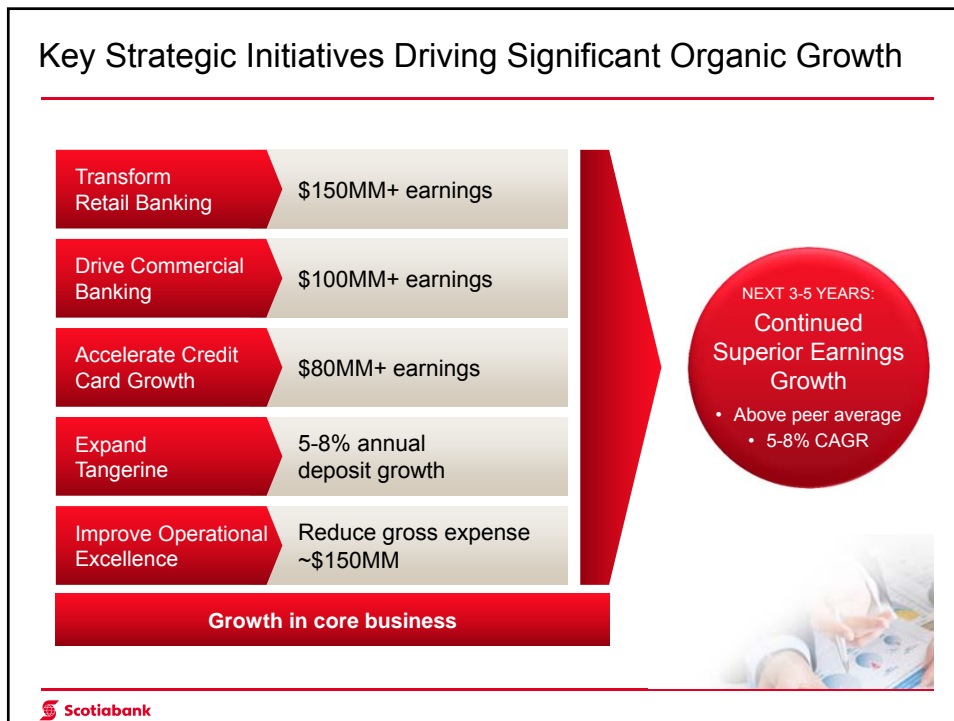 Key Strategic Initiatives Driving Significant Organic Growth
Transform
Retail Banking
$150MM+ earnings
Drive Commercial
Banking
$100MM+ earnings
Accelerate Credit
Card Growth
$80MM+ earnings
Expand
Tangerine
5-8% annual
deposit growth
Improve Operational
Excellence
Reduce gross expense
~$150MM
Growth in core business
NEXT 3-5 YEARS:
Continued
Superior Earnings
Growth
• Above peer average
• 5-8% CAGR
Scotiabank